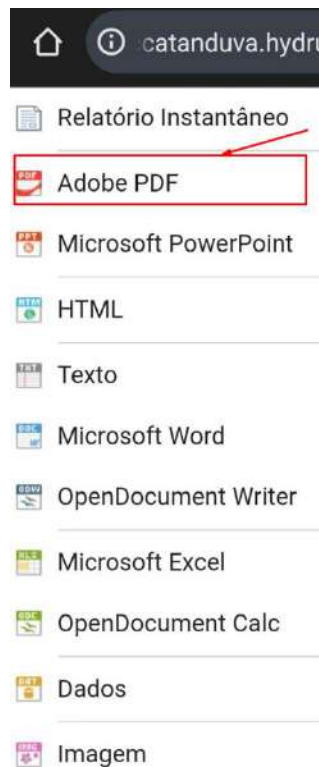 catanduva.hydr
Relatório Instantâneo
Adobe PDF
Microsoft PowerPoint
HTML
Texto
Microsoft Word
OpenDocument Writer
Microsoft Excel
OpenDocument Calc
Dados
Imagem